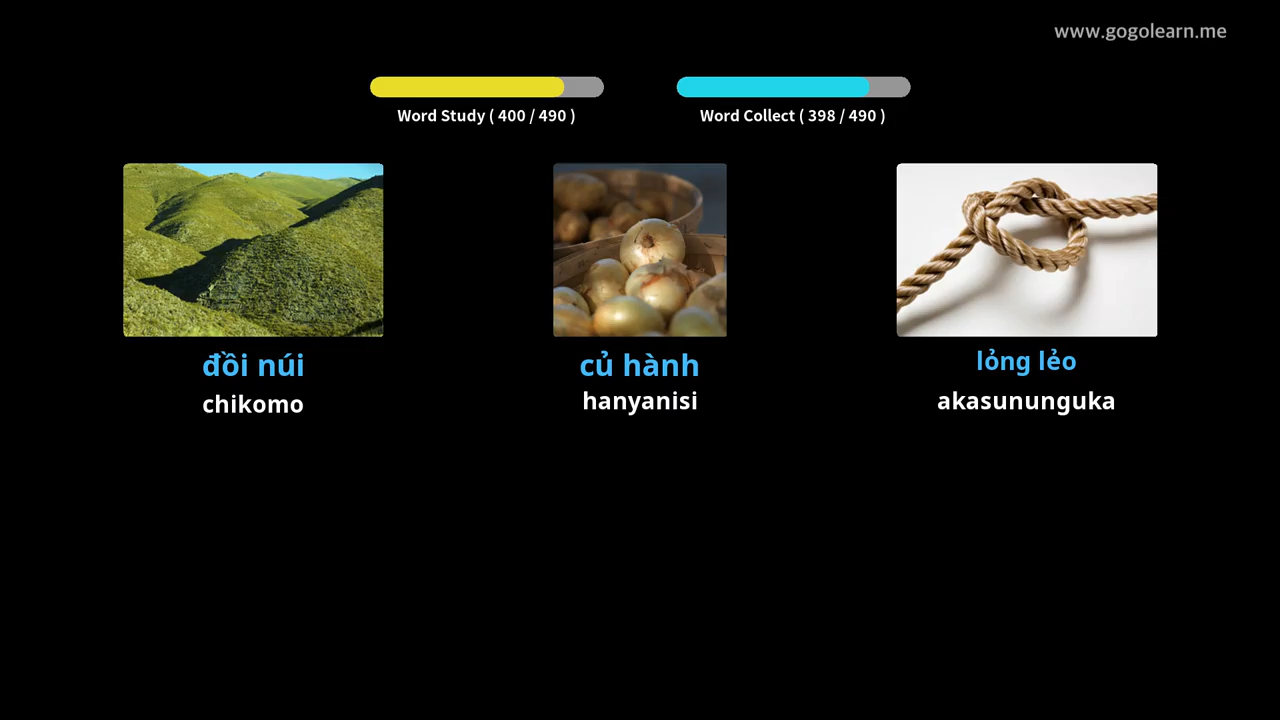 www.gogolearn.me
Word Study ( 400 / 490 )
Word Collect ( 398 / 490 )
đồi núi
củ hành
lỏng lẻo
chikomo
hanyanisi
akasununguka